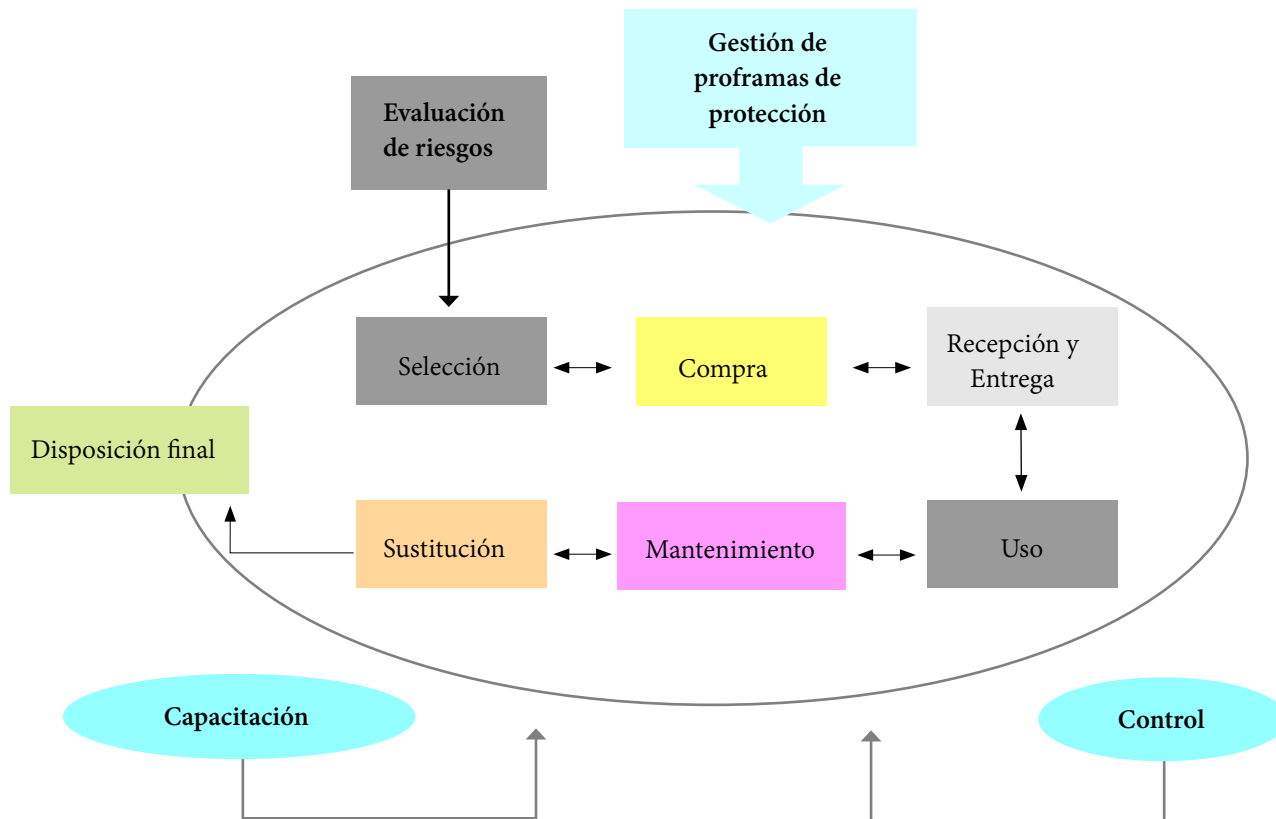 Gestión de
proframas de
protección
Evaluación
de riesgos
Selección
Compra
Recepción y
Entrega
Disposición final
Sustitución
Mantenimiento
Uso
Capacitación
Control